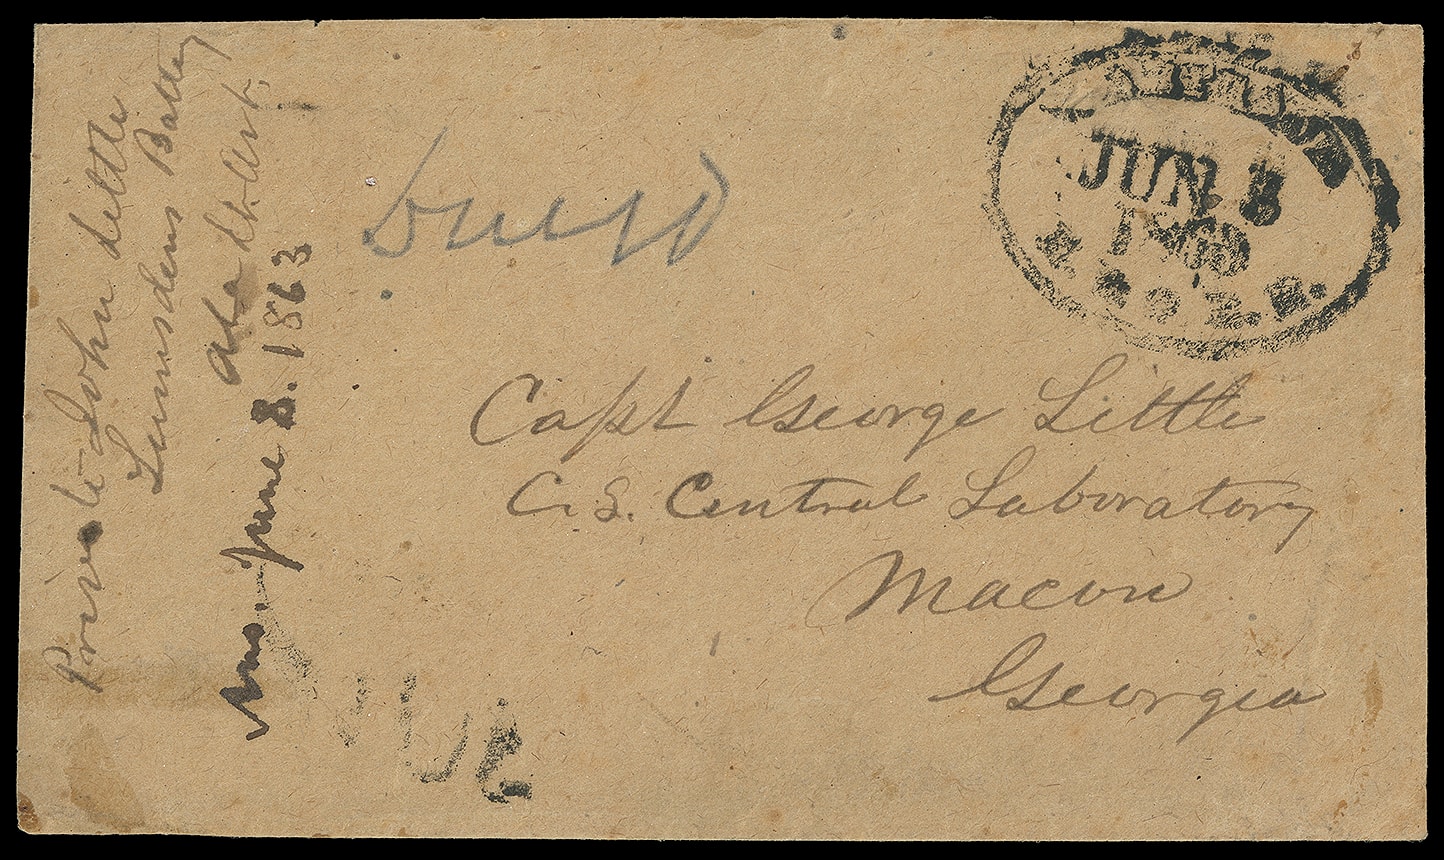 Private John Little
Lumsdens Battery
Ala Lt. Art.
June 8. 1863
Due 10
JUN 8
1863
Capt George Little
C.S. Central Laboratory
Macon
Georgia